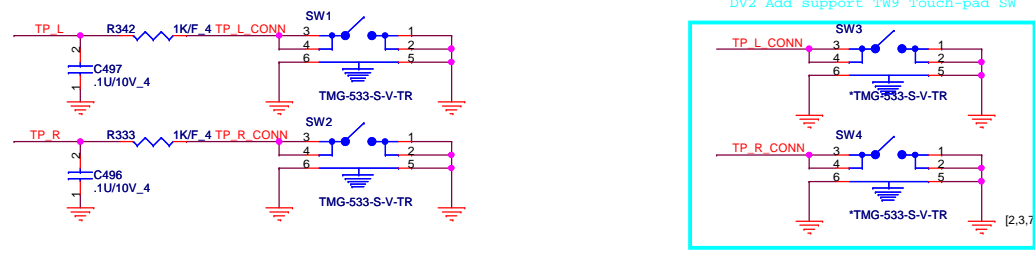 DV2 Add support TW9 Touch-pad SW
TP_L R342 1K/F_4 TP_L_CONN SW1
3 1
4 2
6 5
2
C497
.1U/10V_4
1
TMG-533-S-V-TR
TP_R R333 1K/F_4 TP_R_CONN SW2
3 1
4 2
6 5
2
C496
.1U/10V_4
1
TMG-533-S-V-TR
TP_L_CONN SW3
3 1
4 2
6 5
*TMG-533-S-V-TR
TP_R_CONN SW4
3 1
4 2
6 5
*TMG-533-S-V-TR
[2,3,7